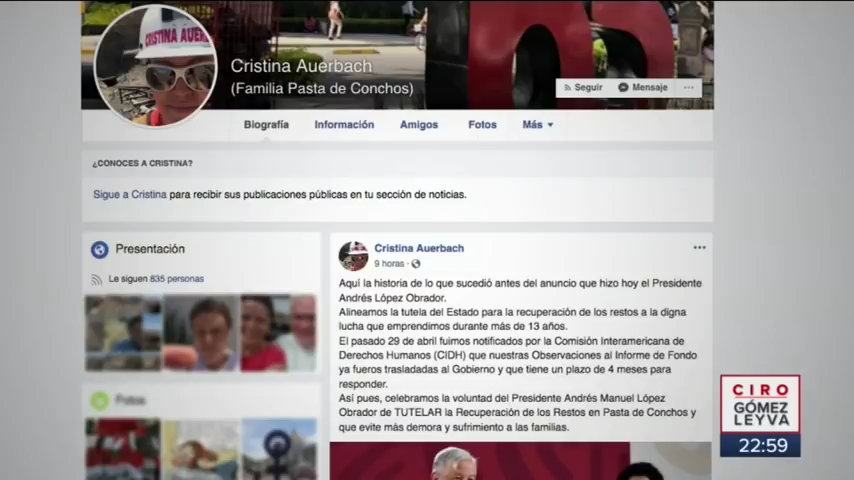 CRISTINA AUER
Cristina Auerbach
(Familia Pasta de Conchos)
Seguir
Mensaje
Biografía
Información
Amigos
Fotos
Más
¿CONOCES A CRISTINA?
Sigue a Cristina para recibir sus publicaciones públicas en tu sección de noticias.
Presentación
Le siguen 835 personas
Fotos
Cristina Auerbach
9 horas
Aquí la historia de lo que sucedió antes del anuncio que hizo hoy el Presidente
Andrés López Obrador.
Alineamos la tutela del Estado para la recuperación de los restos a la digna
lucha que emprendimos durante más de 13 años.
El pasado 29 de abril fuimos notificados por la Comisión Interamericana de
Derechos Humanos (CIDH) que nuestras Observaciones al Informe de Fondo
ya fueros trasladadas al Gobierno y que tiene un plazo de 4 meses para
responder.
Así pues, celebramos la voluntad del Presidente Andrés Manuel López
Obrador de TUTELAR la Recuperación de los Restos en Pasta de Conchos y
que evite más demora y sufrimiento a las familias.
CIRO
GÓMEZ
LEYVA
22:59